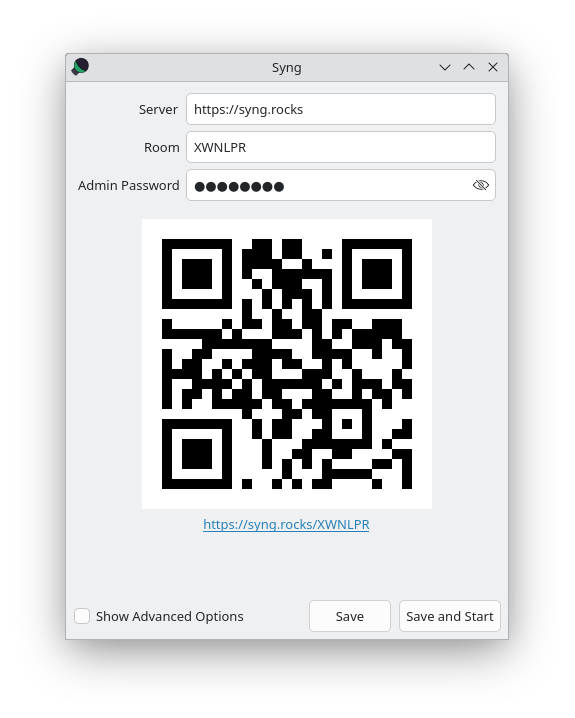 Syng
Server https://syng.rocks
Room XWNLPR
Admin Password ●●●●●●●●
https://syng.rocks/XWNLPR
Show Advanced Options Save Save and Start